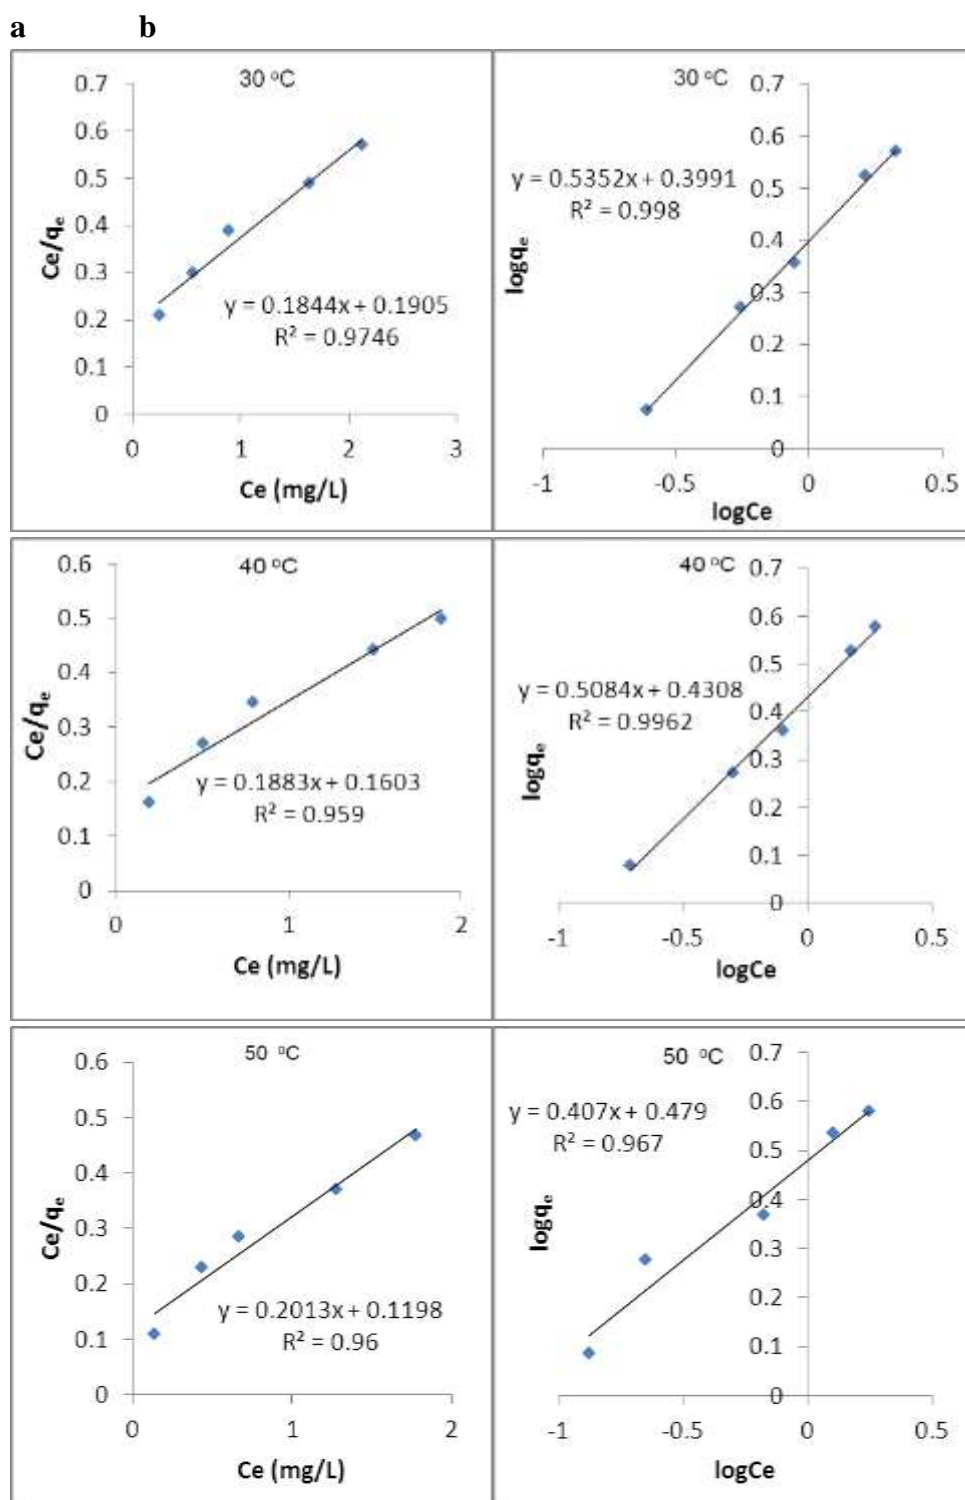 a b
30 ºC
0.7
0.6
0.5
0.4
0.3
0.2
0.1
0
Ce/qₑ
y = 0.1844x + 0.1905
R² = 0.9746
0 1 2 3
Ce (mg/L)
30 ºC
0.7
0.6
0.5
0.4
0.3
0.2
0.1
0
logqₑ
y = 0.5352x + 0.3991
R² = 0.998
-1 -0.5 0 0.5
logCe
40 ºC
0.6
0.5
0.4
0.3
0.2
0.1
0
Ce/qₑ
y = 0.1883x + 0.1603
R² = 0.959
0 1 2
Ce (mg/L)
40 ºC
0.7
0.6
0.5
0.4
0.3
0.2
0.1
0
logqₑ
y = 0.5084x + 0.4308
R² = 0.9962
-1 -0.5 0 0.5
logCe
50 ºC
0.6
0.5
0.4
0.3
0.2
0.1
0
Ce/qₑ
y = 0.2013x + 0.1198
R² = 0.96
0 1 2
Ce (mg/L)
50 ºC
0.7
0.6
0.5
0.4
0.3
0.2
0.1
0
logqₑ
y = 0.407x + 0.479
R² = 0.967
-1 -0.5 0 0.5
logCe